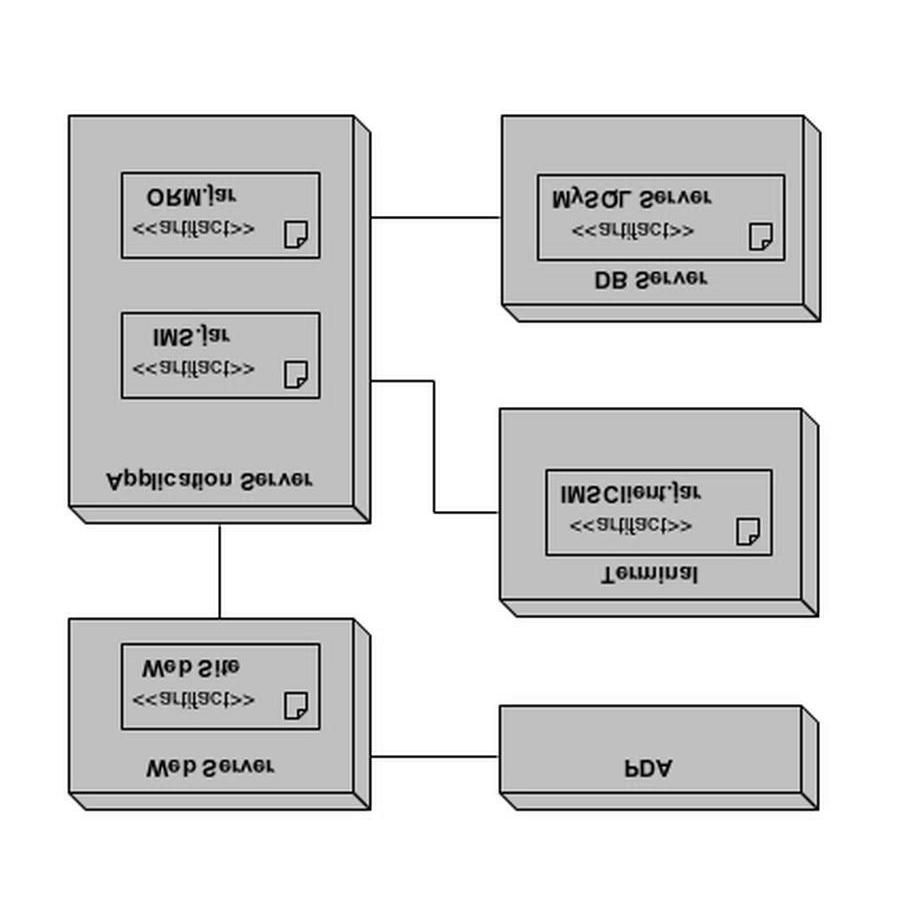 Web Server
<<artifact>>
Web Site
PDA
Application Server
<<artifact>>
IMS.jar
<<artifact>>
ORM.jar
Terminal
<<artifact>>
IMSClient.jar
DB Server
<<artifact>>
MySQL Server